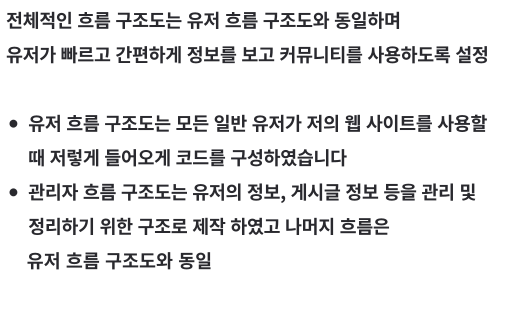 전체적인 흐름 구조도는 유저 흐름 구조도와 동일하며
유저가 빠르고 간편하게 정보를 보고 커뮤니티를 사용하도록 설정
• 유저 흐름 구조도는 모든 일반 유저가 저의 웹 사이트를 사용할
때 저렇게 들어오게 코드를 구성하였습니다
• 관리자 흐름 구조도는 유저의 정보, 게시글 정보 등을 관리 및
정리하기 위한 구조로 제작 하였고 나머지 흐름은
유저 흐름 구조도와 동일